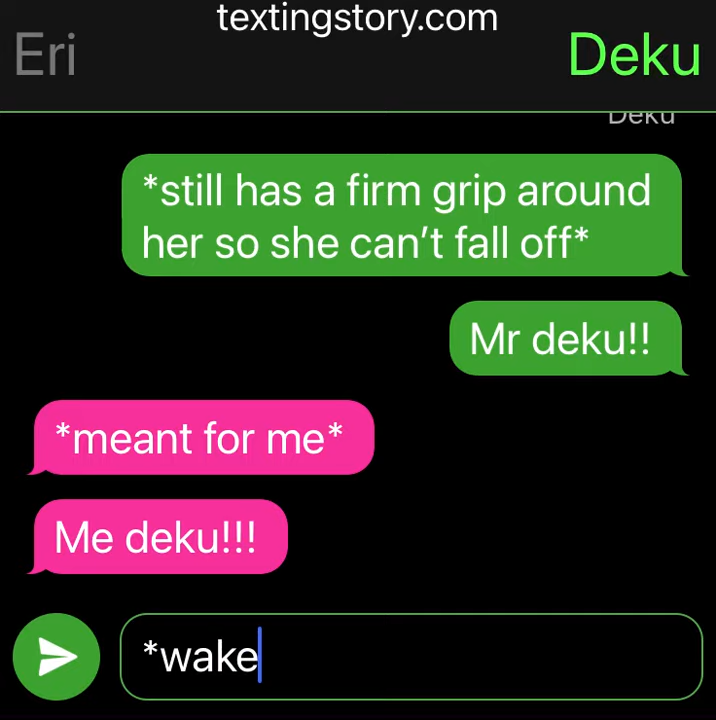 textingstory.com
Eri
Deku
Deku
*still has a firm grip around
her so she can't fall off*
Mr deku!!
*meant for me*
Me deku!!!
*wake